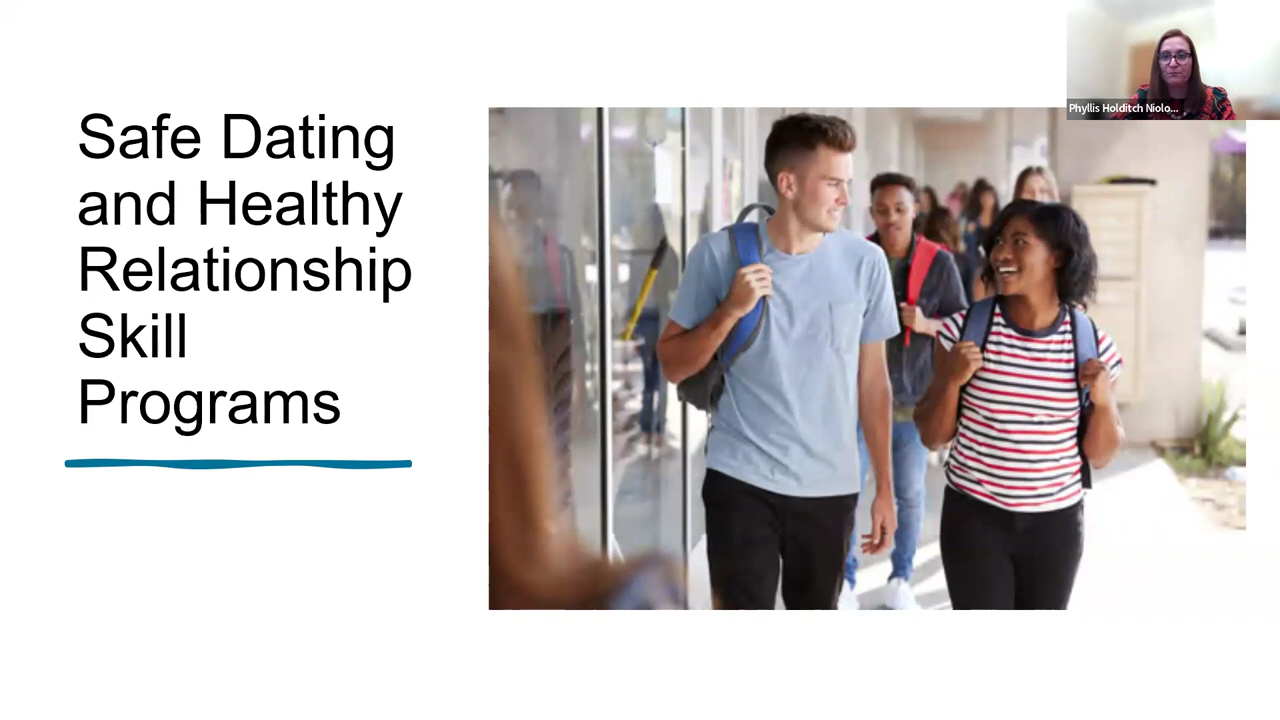 Safe Dating
and Healthy
Relationship
Skill
Programs
Phyllis Holditch Niolo...